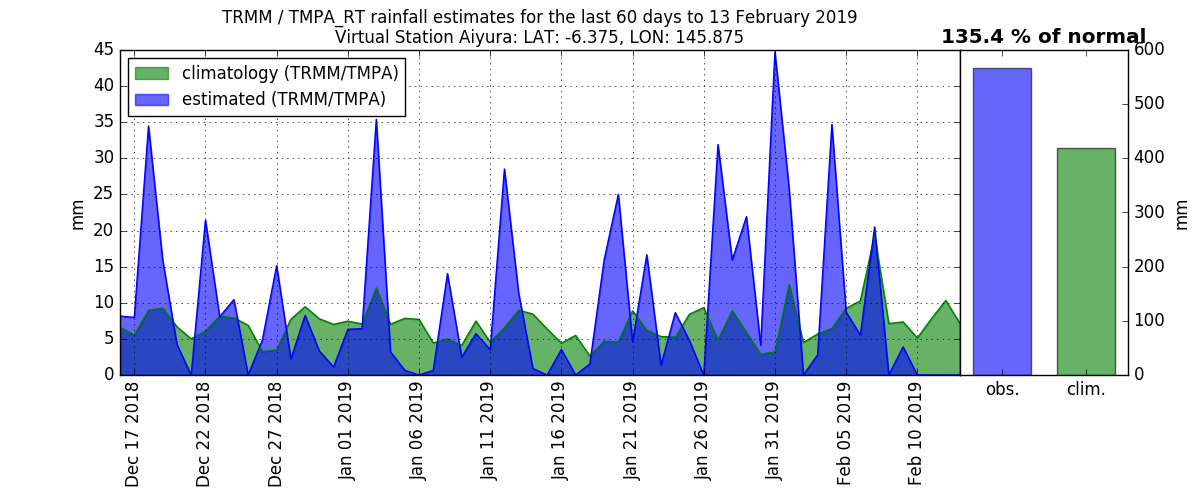 TRMM / TMPA_RT rainfall estimates for the last 60 days to 13 February 2019
Virtual Station Aiyura: LAT: -6.375, LON: 145.875
135.4 % of normal
climatology (TRMM/TMPA)
estimated (TRMM/TMPA)
mm
45
40
35
30
25
20
15
10
5
0
Dec 17 2018
Dec 22 2018
Dec 27 2018
Jan 01 2019
Jan 06 2019
Jan 11 2019
Jan 16 2019
Jan 21 2019
Jan 26 2019
Jan 31 2019
Feb 05 2019
Feb 10 2019
obs.
clim.
600
500
400
300
200
100
0
mm